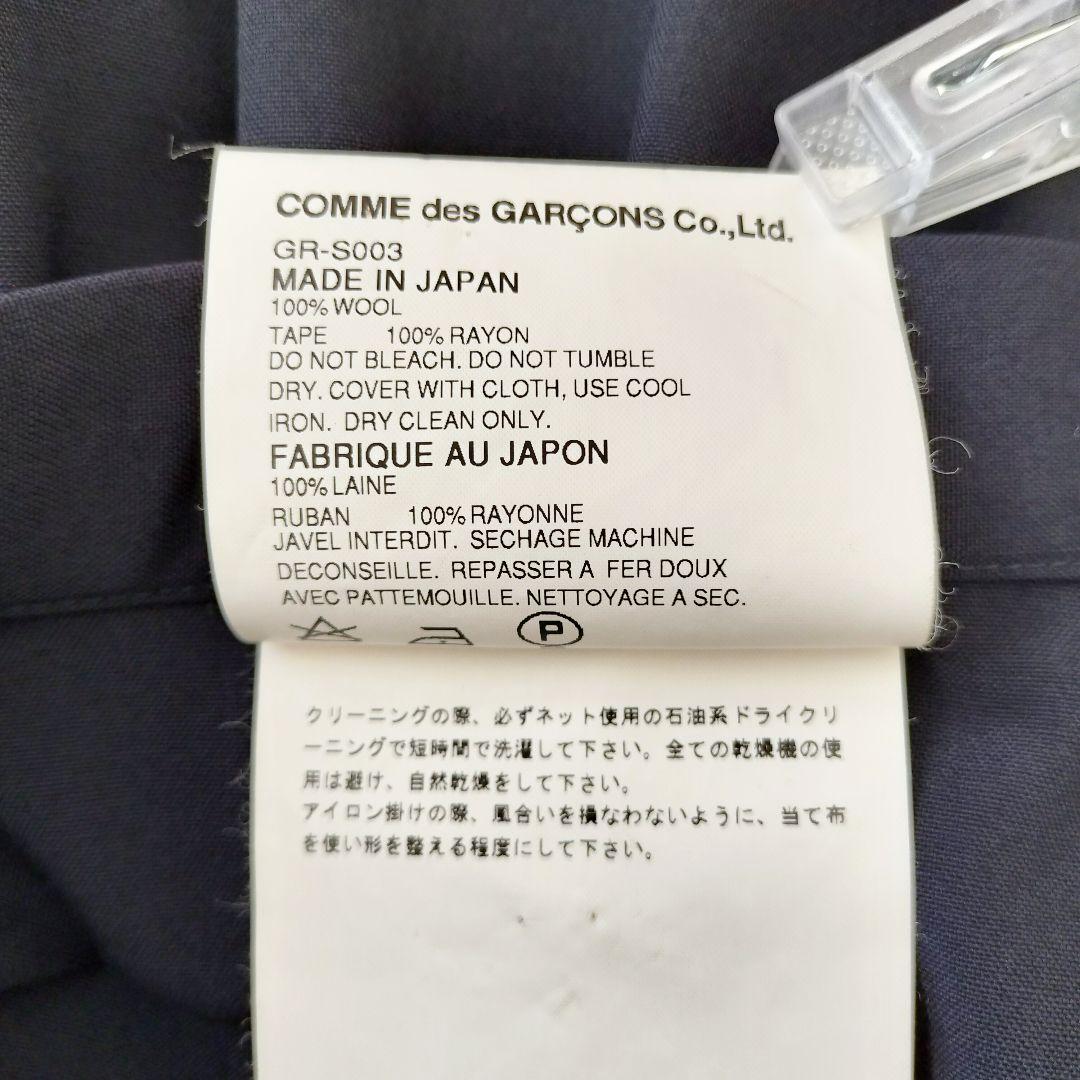 COMME des GARÇONS Co.,Ltd.
GR-S003
MADE IN JAPAN
100% WOOL
TAPE 100% RAYON
DO NOT BLEACH. DO NOT TUMBLE
DRY. COVER WITH CLOTH, USE COOL
IRON. DRY CLEAN ONLY.
FABRIQUE AU JAPON
100% LAINE
RUBAN 100% RAYONNE
JAVEL INTERDIT. SECHAGE MACHINE
DECONSEILLE. REPASSER A FER DOUX
AVEC PATTEMOUILLE. NETTOYAGE A SEC.
P
クリーニングの際、必ずネット使用の石油系ドライクリ
ーニングで短時間で洗濯して下さい。全ての乾燥機の使
用は避け、自然乾燥をして下さい。
アイロン掛けの際、風合いを損なわないように、当て布
を使い形を整える程度にして下さい。